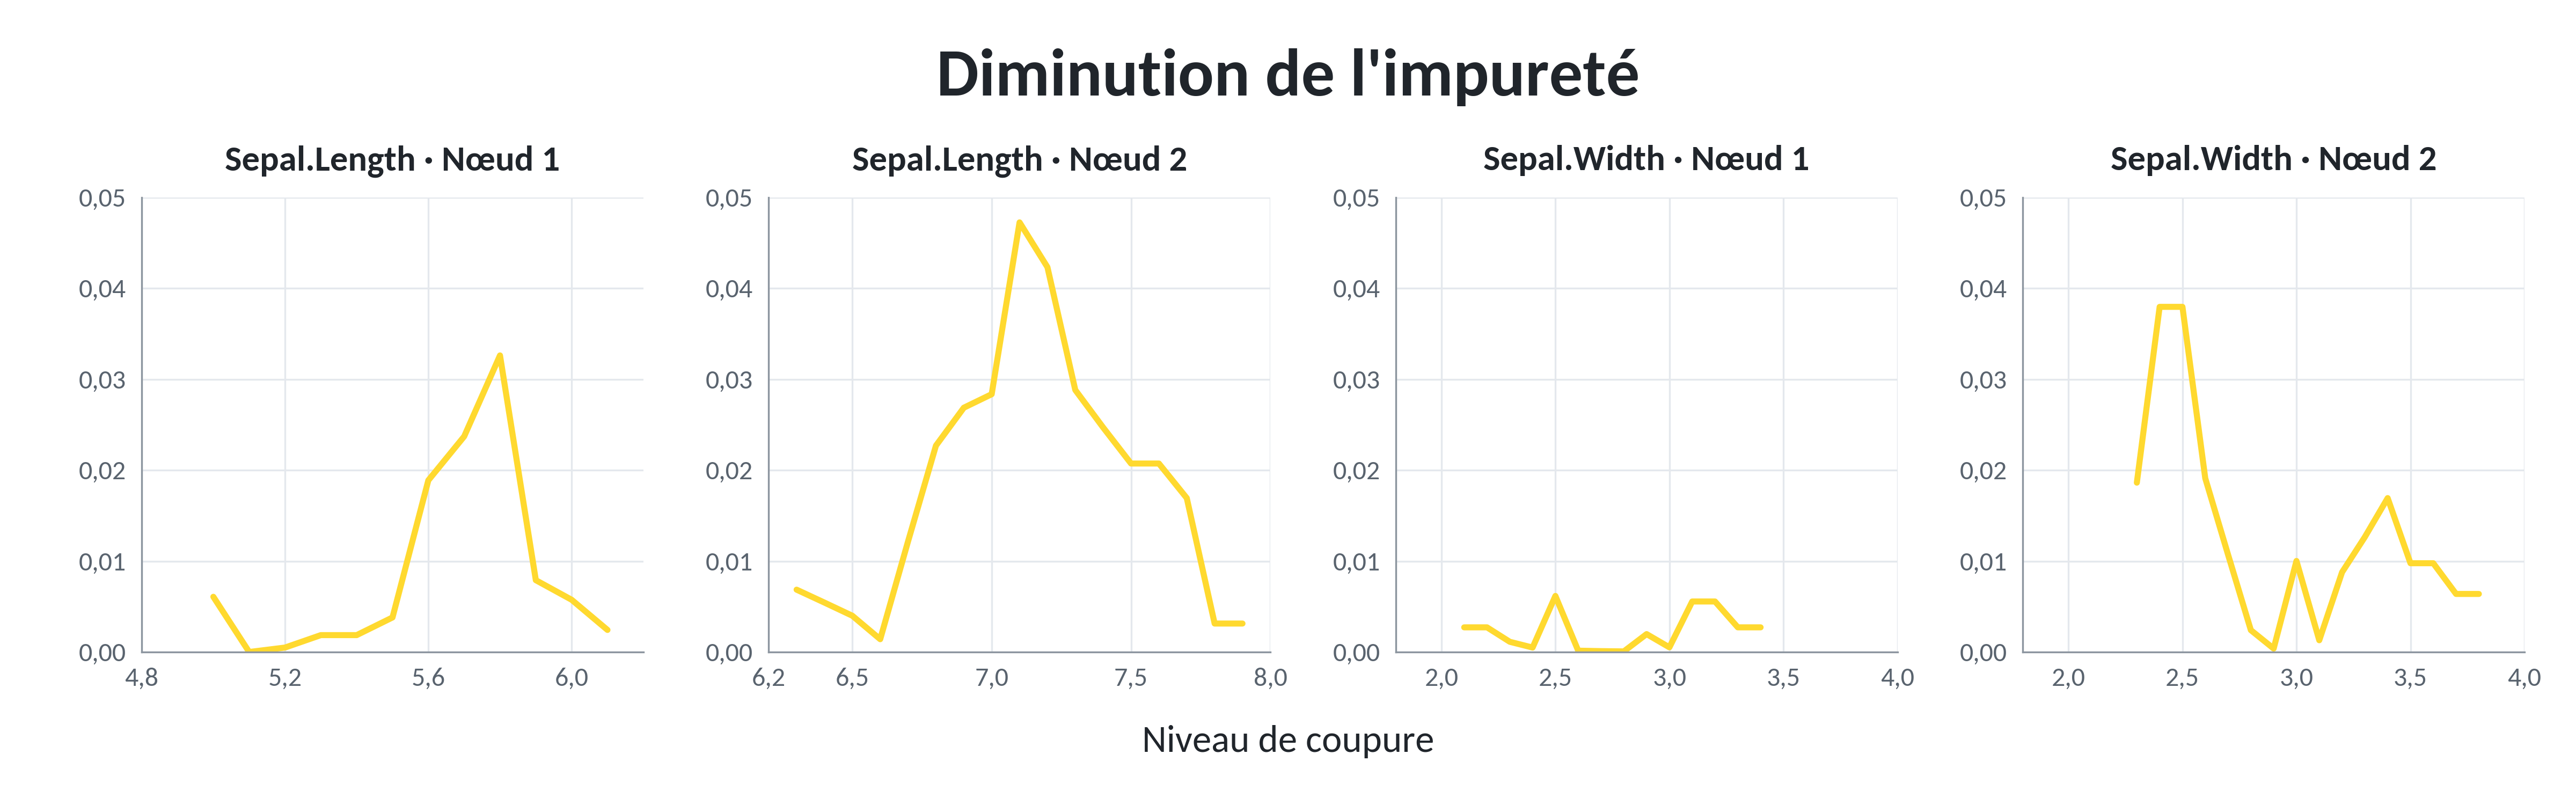 Diminution de l'impureté
Sepal.Length · Nœud 1
Sepal.Length · Nœud 2
Sepal.Width · Nœud 1
Sepal.Width · Nœud 2
0,05
0,04
0,03
0,02
0,01
0,00
4,8 5,2 5,6 6,0
0,05
0,04
0,03
0,02
0,01
0,00
6,2 6,5 7,0 7,5 8,0
0,05
0,04
0,03
0,02
0,01
0,00
2,0 2,5 3,0 3,5 4,0
0,05
0,04
0,03
0,02
0,01
0,00
2,0 2,5 3,0 3,5 4,0
Niveau de coupure